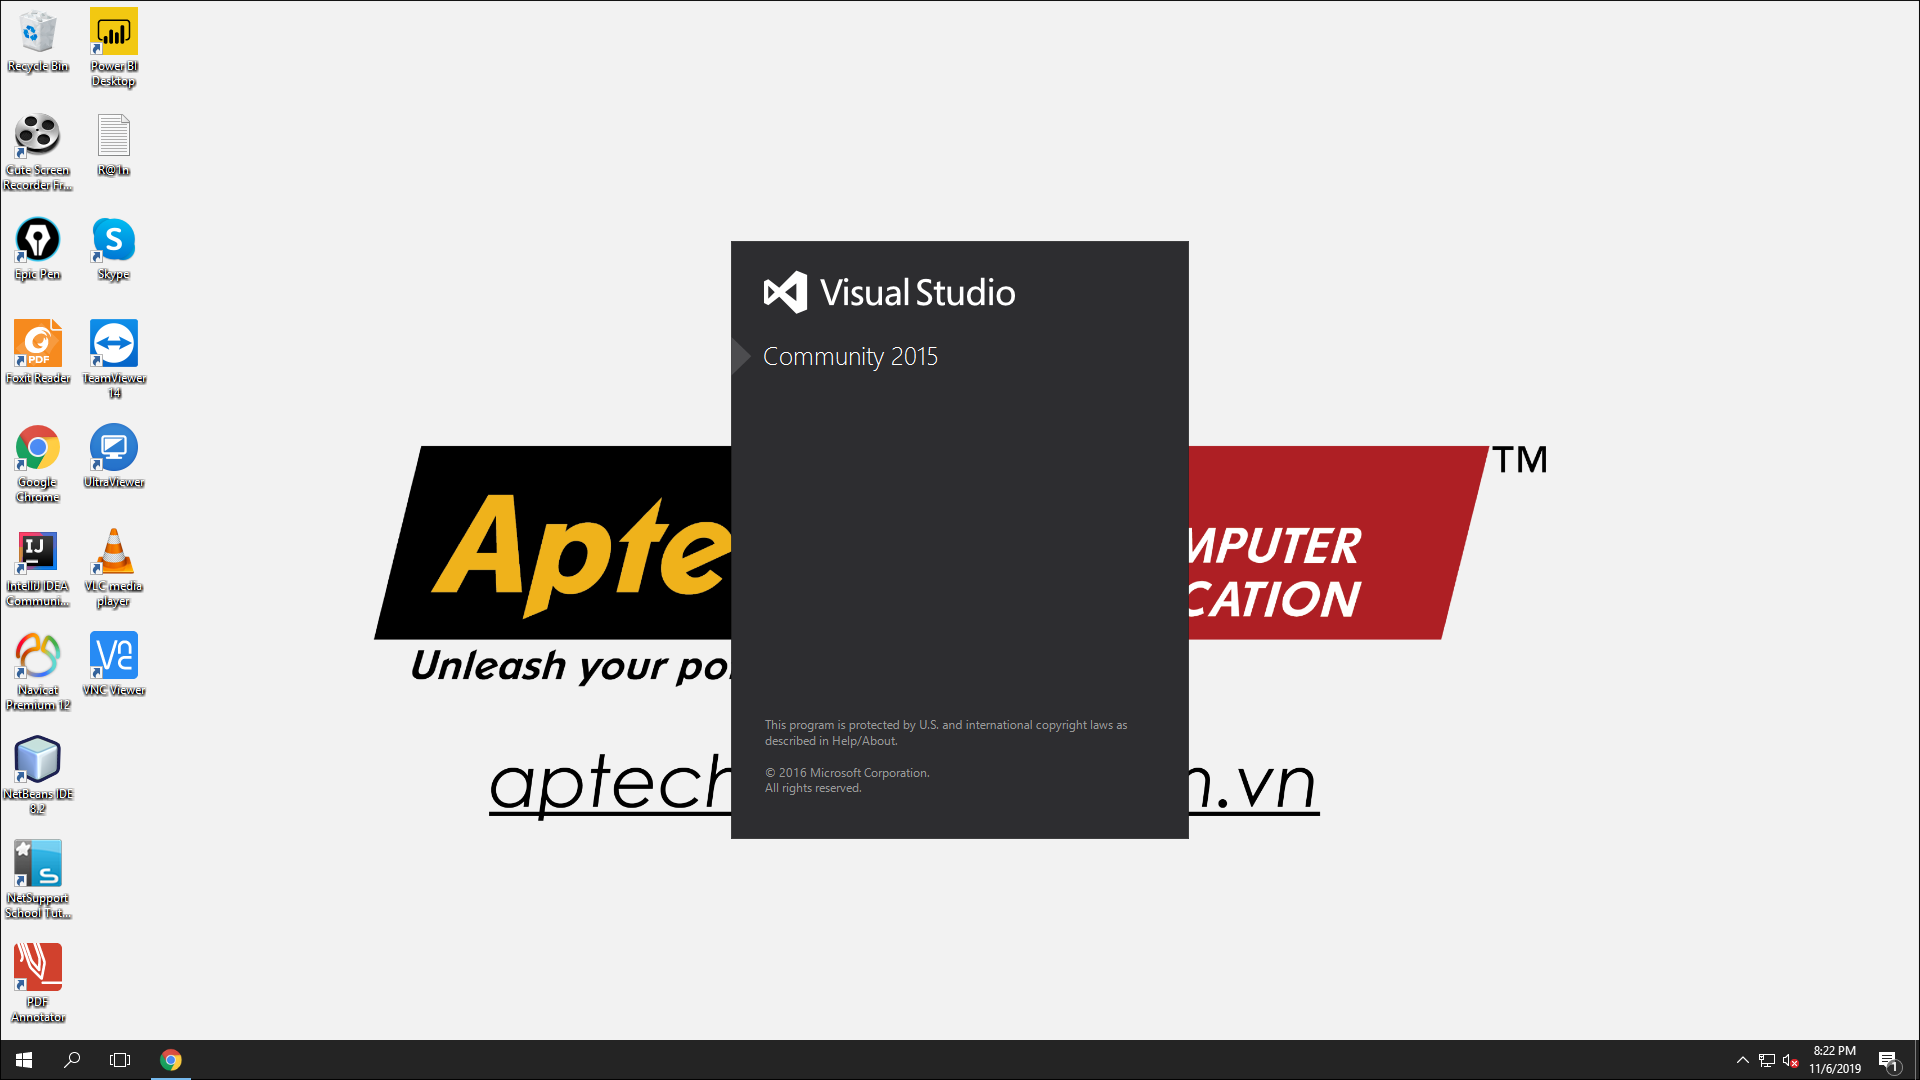 Recycle Bin
Power BI
Desktop
Cute Screen
Recorder Fr...
R@1n
Epic Pen
Skype
PDF
Foxit Reader
TeamViewer
14
Google
Chrome
UltraViewer
IJ
IntelliJ IDEA
Communi...
VLC media
player
Navicat
Premium 12
VNC Viewer
NetBeans IDE
8.2
NetSupport
School Tut...
PDF
Annotator
Visual Studio
Community 2015
This program is protected by U.S. and international copyright laws as
described in Help/About.
© 2016 Microsoft Corporation.
All rights reserved.
Apte
MPUTER
CATION
TM
Unleash your po
aptech
n.vn
8:22 PM
11/6/2019
1